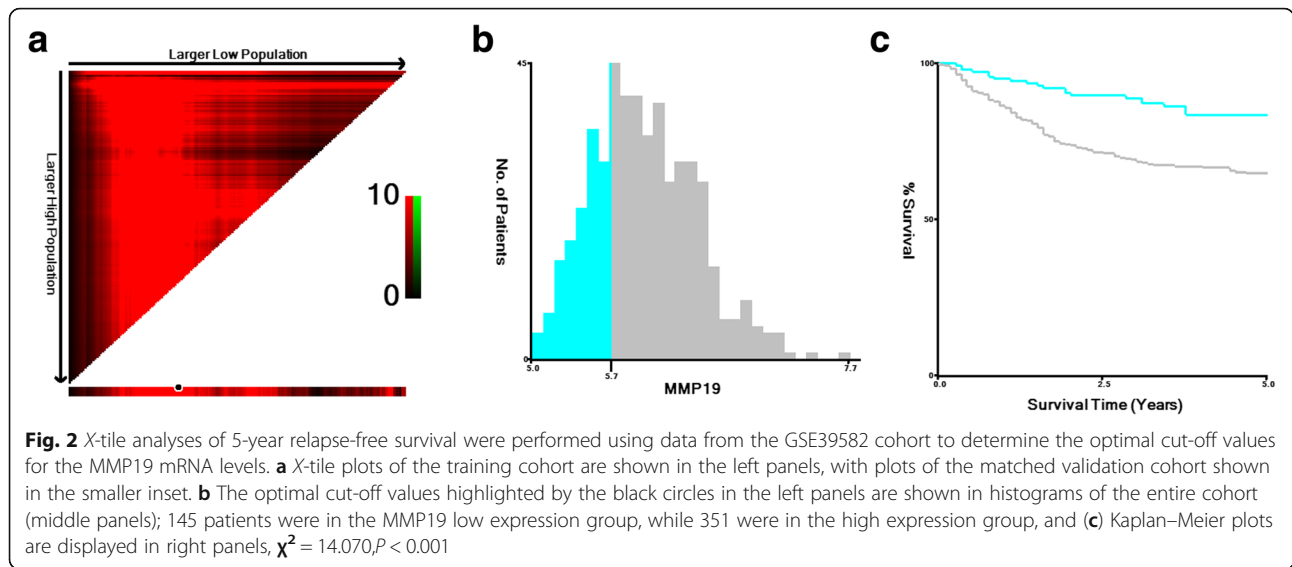 a
Larger Low Population
Larger High Population
10
0
b
45
No. of Patients
0
5.0
5.7
7.7
MMP19
c
100
% Survival
50
0
0.0
2.5
5.0
Survival Time (Years)
Fig. 2 X-tile analyses of 5-year relapse-free survival were performed using data from the GSE39582 cohort to determine the optimal cut-off values
for the MMP19 mRNA levels. a X-tile plots of the training cohort are shown in the left panels, with plots of the matched validation cohort shown
in the smaller inset. b The optimal cut-off values highlighted by the black circles in the left panels are shown in histograms of the entire cohort
(middle panels); 145 patients were in the MMP19 low expression group, while 351 were in the high expression group, and (c) Kaplan–Meier plots
are displayed in right panels, χ² = 14.070,P < 0.001